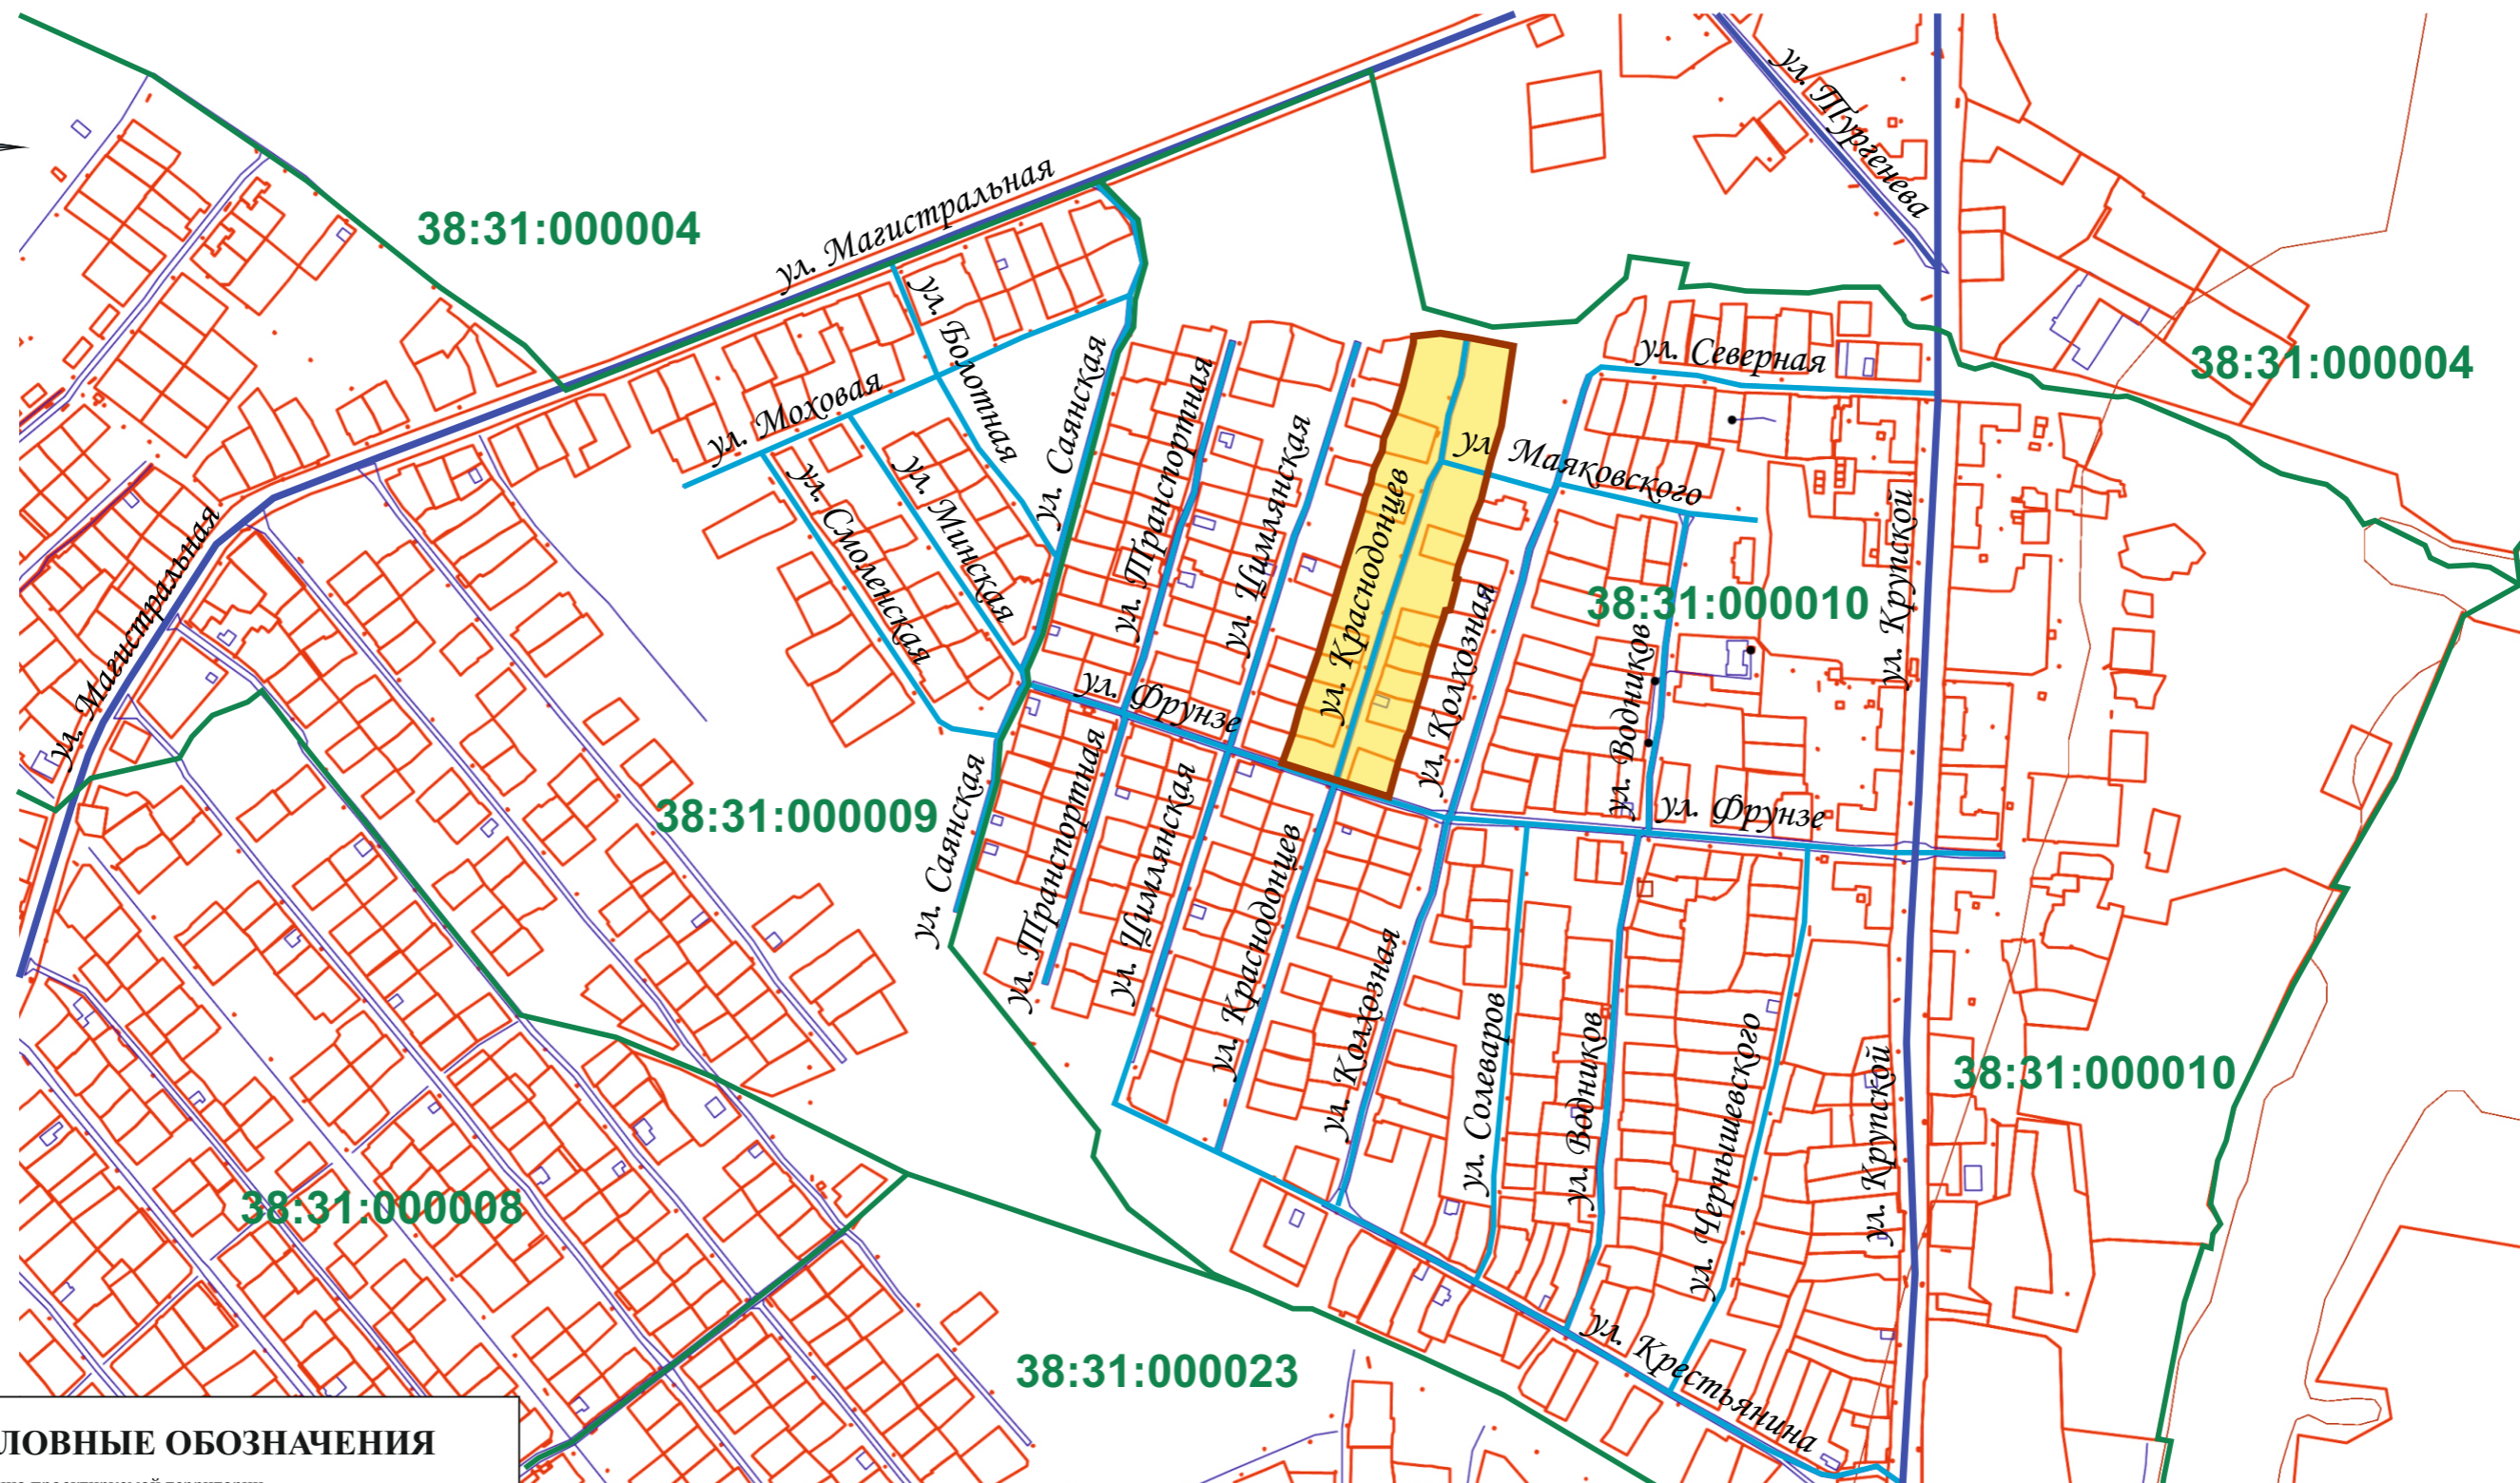 ул. Тургенева
38:31:000004
ул. Магистральная
ул. Болотная
ул. Северная
38:31:000004
ул. Моховая
ул. Саянская
ул. Транспортная
ул. Цимлянская
ул. Маяковского
ул. Смоленская
ул. Минская
ул. Краснодонцев
ул. Колхозная
38:31:000010
ул. Крупской
ул. Магистральная
ул. Фрунзе
ул. Водников
ул. Фрунзе
38:31:000009
ул. Саянская
ул. Транспортная
ул. Цимлянская
ул. Краснодонцев
ул. Колхозная
ул. Солеваров
ул. Водников
ул. Чернышевского
ул. Крупской
38:31:000010
38:31:000008
38:31:000023
ул. Крестьянина
ЛОВНЫЕ ОБОЗНАЧЕНИЯ